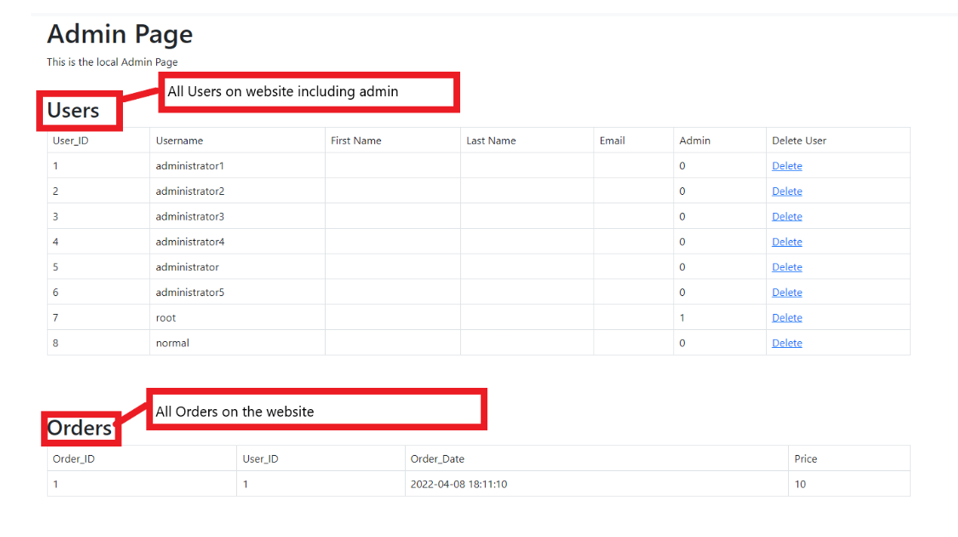 Admin Page
This is the local Admin Page
All Users on website including admin
Users
User_ID Username First Name Last Name Email Admin Delete User
1 administrator1 0 Delete
2 administrator2 0 Delete
3 administrator3 0 Delete
4 administrator4 0 Delete
5 administrator 0 Delete
6 administrator5 0 Delete
7 root 1 Delete
8 normal 0 Delete
All Orders on the website
Orders
Order_ID User_ID Order_Date Price
1 1 2022-04-08 18:11:10 10